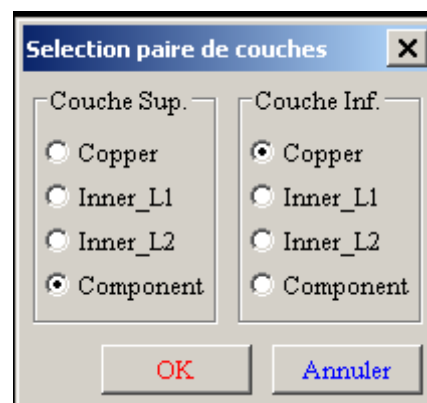 Selection paire de couches
Couche Sup.
Copper
Inner_L1
Inner_L2
Component
Couche Inf.
Copper
Inner_L1
Inner_L2
Component
OK
Annuler